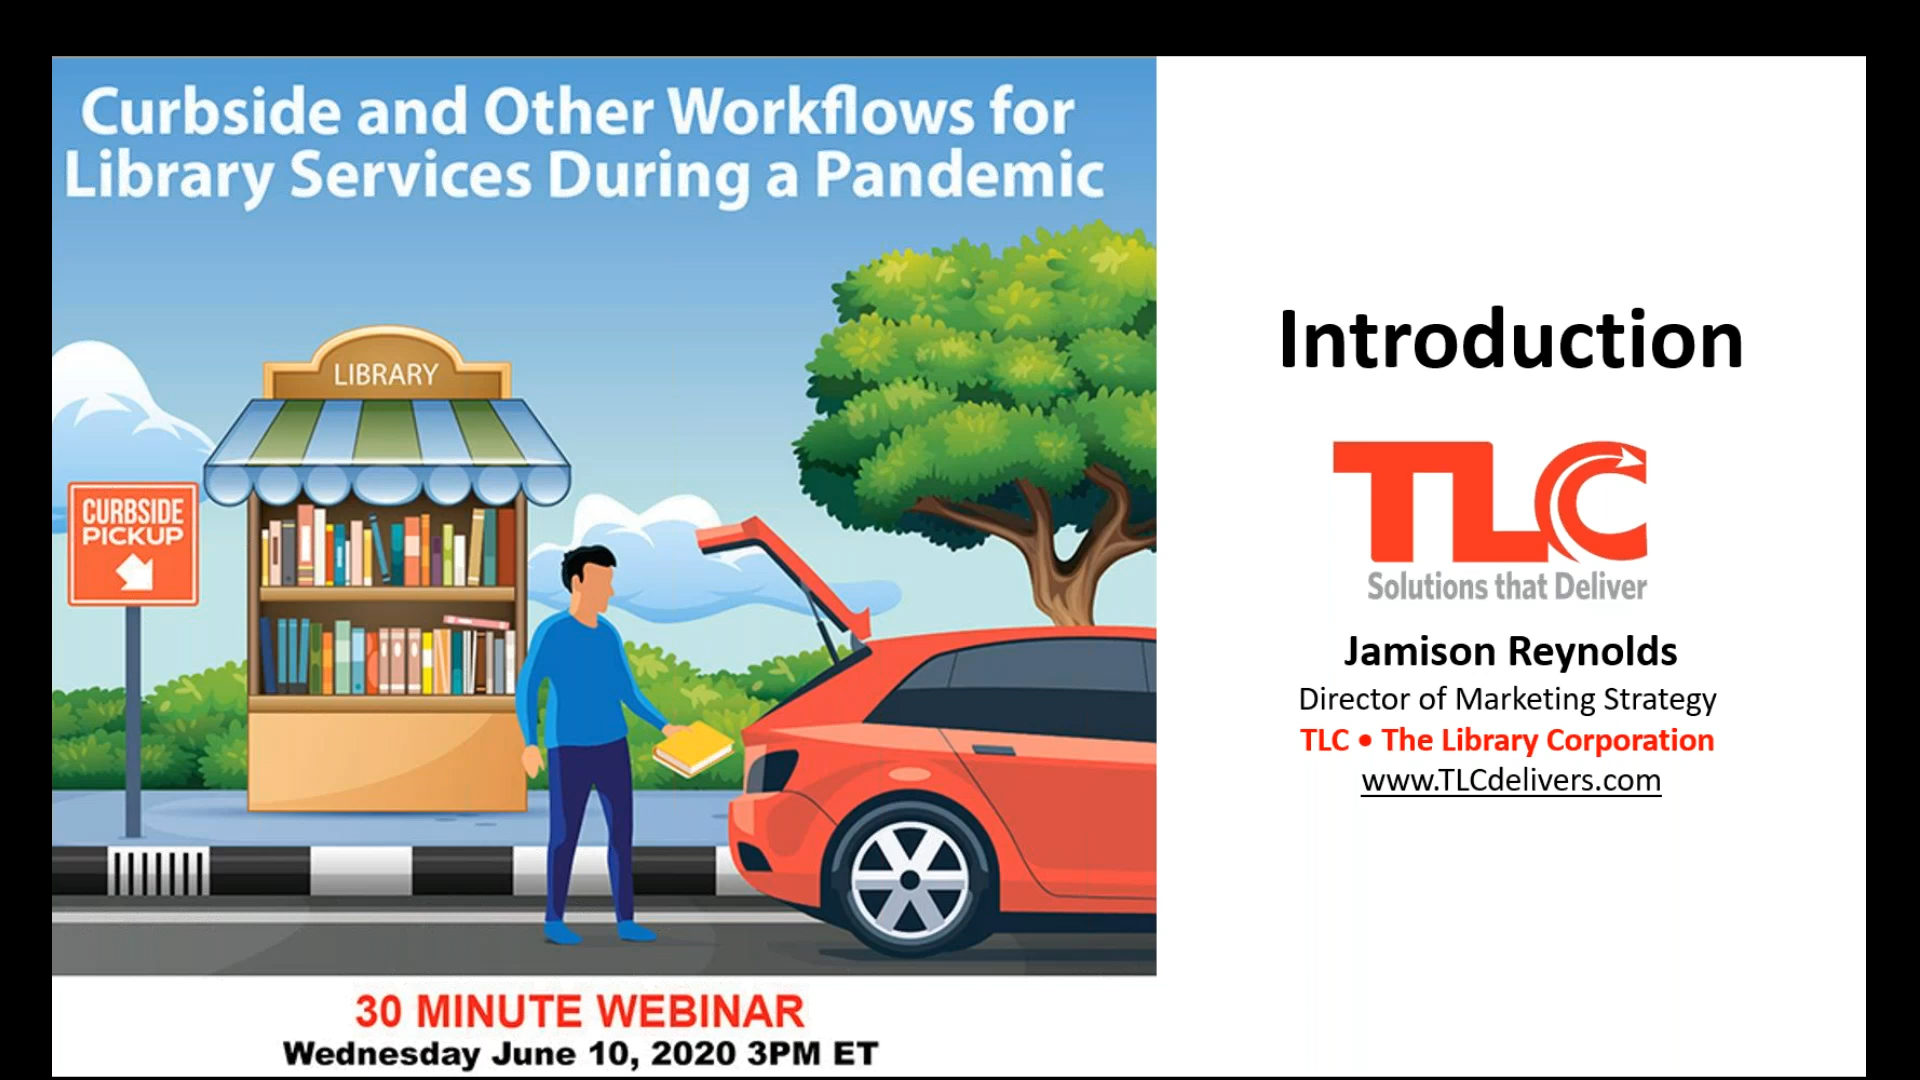 Curbside and Other Workflows for
Library Services During a Pandemic
LIBRARY
CURBSIDE
PICKUP
30 MINUTE WEBINAR
Wednesday June 10, 2020 3PM ET
Introduction
TLC
Solutions that Deliver
Jamison Reynolds
Director of Marketing Strategy
TLC • The Library Corporation
www.TLCdelivers.com